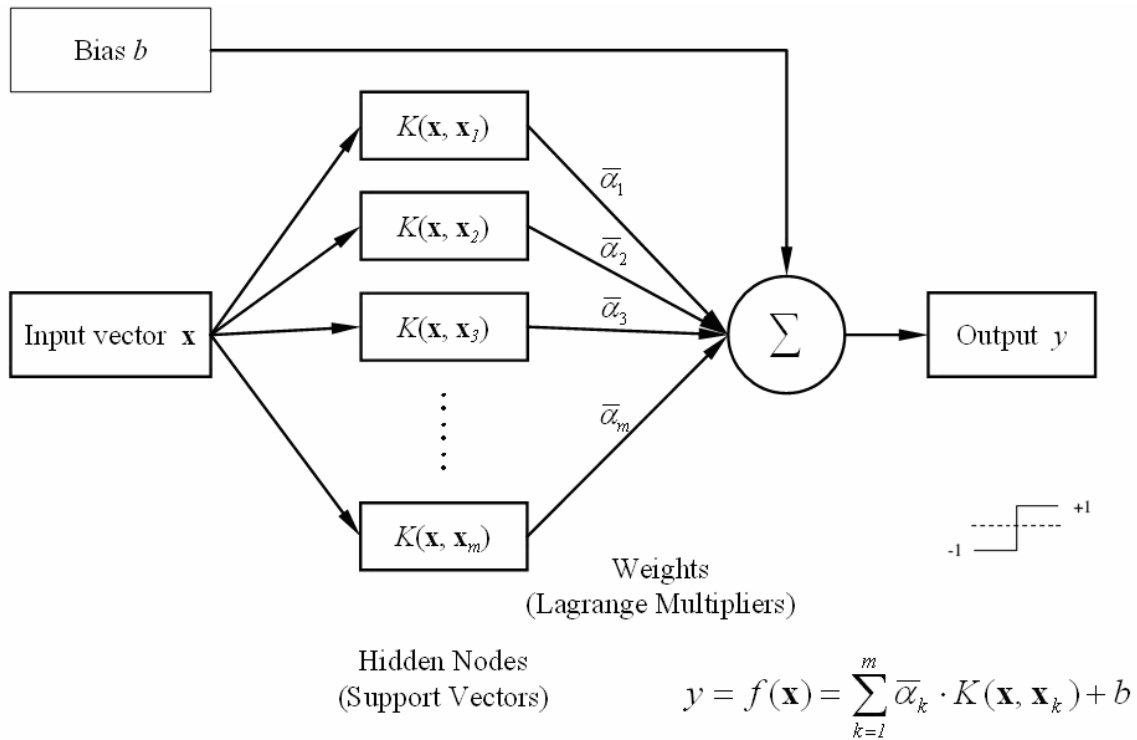 Bias b
K(x, x₁)
ᾱ₁
K(x, x₂)
ᾱ₂
Input vector x
K(x, x₃)
ᾱ₃
Σ
Output y
ᾱₘ
K(x, xₘ)
+1
-1
Weights
(Lagrange Multipliers)
Hidden Nodes
(Support Vectors)
y = f(x) = ∑ₖ₌₁ᵐ ᾱₖ · K(x, xₖ) + b